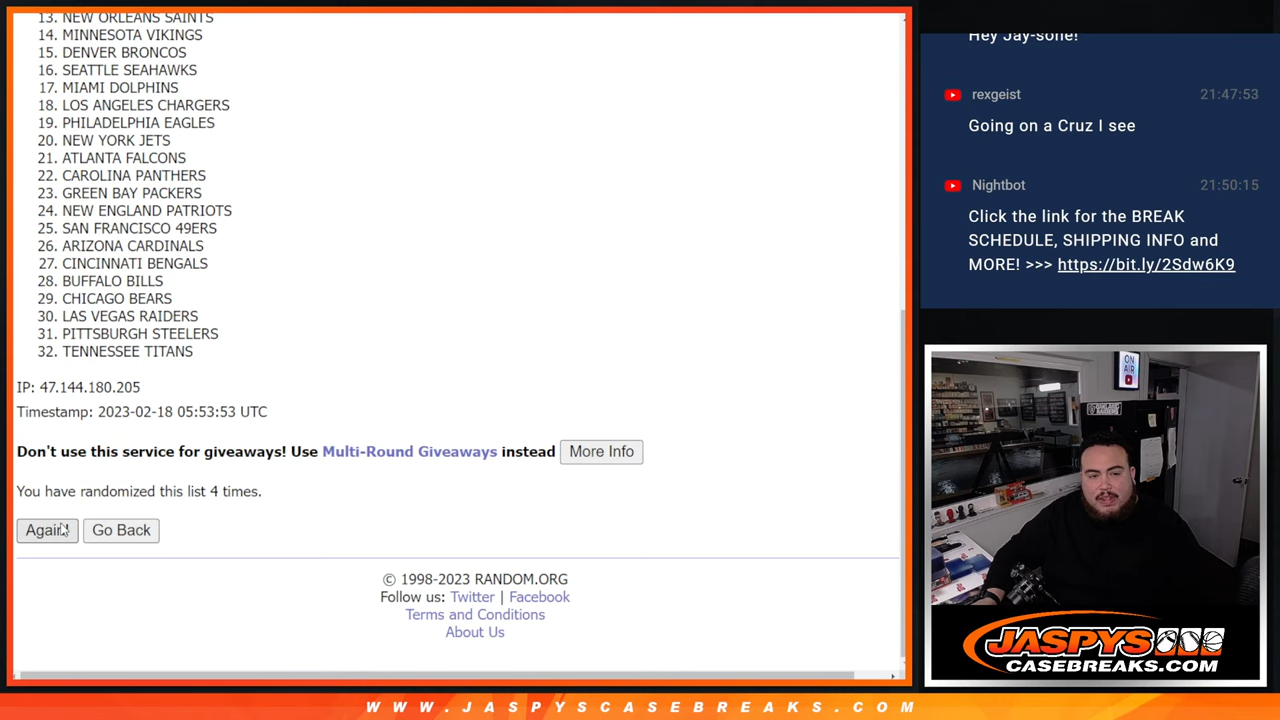 13. NEW ORLEANS SAINTS
14. MINNESOTA VIKINGS
15. DENVER BRONCOS
16. SEATTLE SEAHAWKS
17. MIAMI DOLPHINS
18. LOS ANGELES CHARGERS
19. PHILADELPHIA EAGLES
20. NEW YORK JETS
21. ATLANTA FALCONS
22. CAROLINA PANTHERS
23. GREEN BAY PACKERS
24. NEW ENGLAND PATRIOTS
25. SAN FRANCISCO 49ERS
26. ARIZONA CARDINALS
27. CINCINNATI BENGALS
28. BUFFALO BILLS
29. CHICAGO BEARS
30. LAS VEGAS RAIDERS
31. PITTSBURGH STEELERS
32. TENNESSEE TITANS
IP: 47.144.180.205
Timestamp: 2023-02-18 05:53:53 UTC
Don't use this service for giveaways! Use Multi-Round Giveaways instead More Info
You have randomized this list 4 times.
Again! Go Back
© 1998-2023 RANDOM.ORG
Follow us: Twitter | Facebook
Terms and Conditions
About Us
Hey Jay-sone!
rexgeist 21:47:53
Going on a Cruz I see
Nightbot 21:50:15
Click the link for the BREAK
SCHEDULE, SHIPPING INFO and
MORE! >>> https://bit.ly/2Sdw6K9
ON
AIR
JASPYS
CASEBREAKS.COM
WWW.JASPYSCASEBREAKS.COM